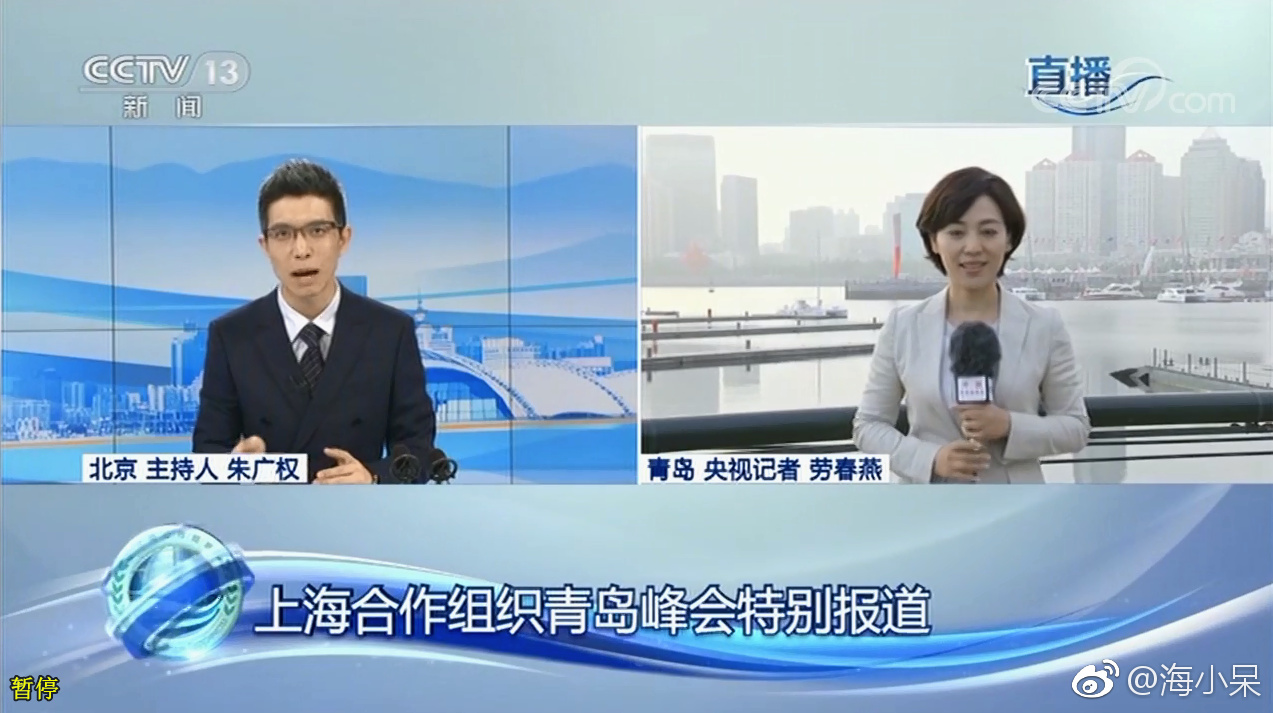 CCTV 13
新 闻
直播
CCTV com
北京 主持人 朱广权
青岛 央视记者 劳春燕
上海合作组织青岛峰会特别报道
暂停
@海小呆